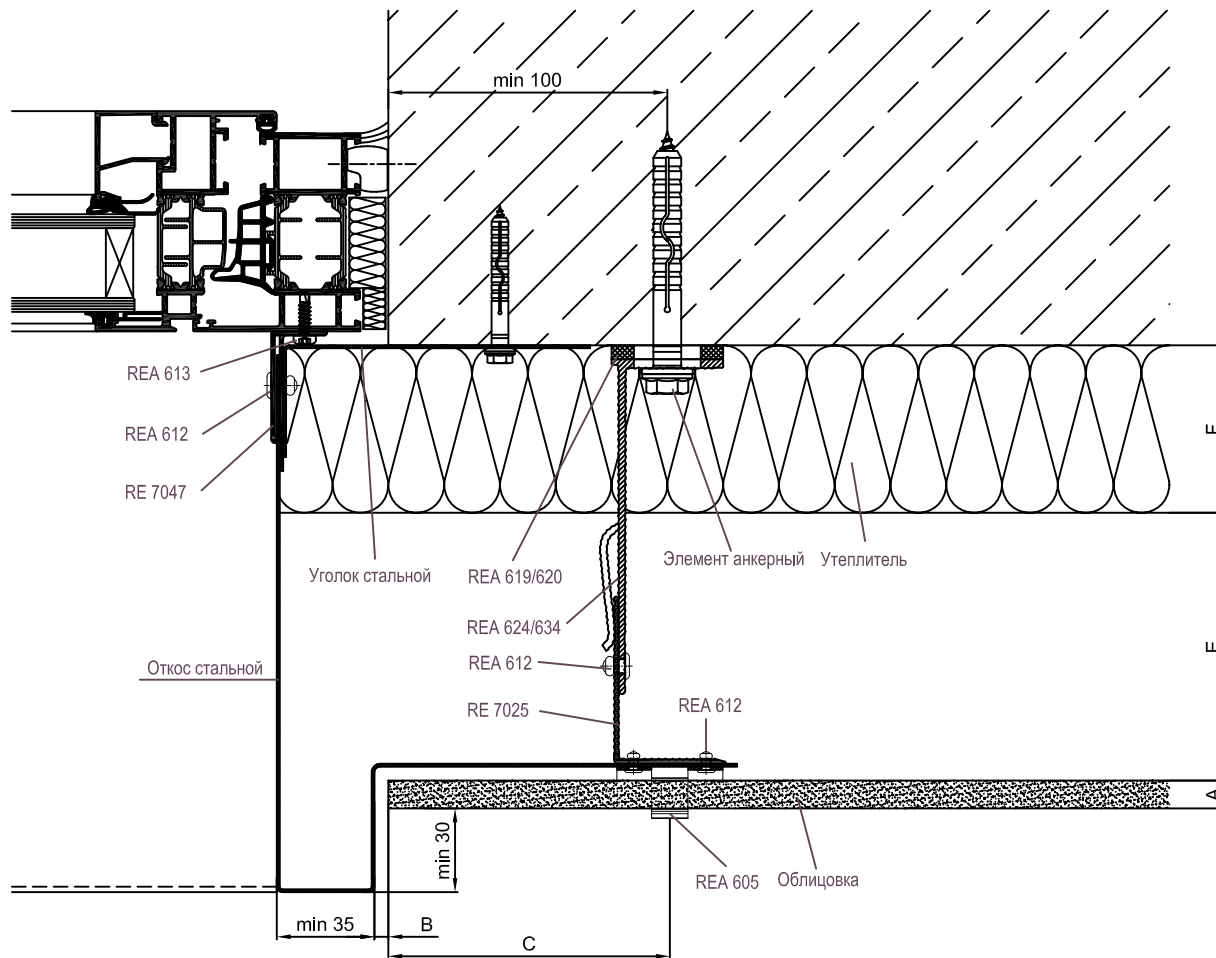 min 100
REA 613
REA 612
RE 7047
Уголок стальной
REA 619/620
Элемент анкерный
Утеплитель
REA 624/634
Откос стальной
REA 612
RE 7025
REA 612
A
min 30
REA 605
Облицовка
min 35
B
C